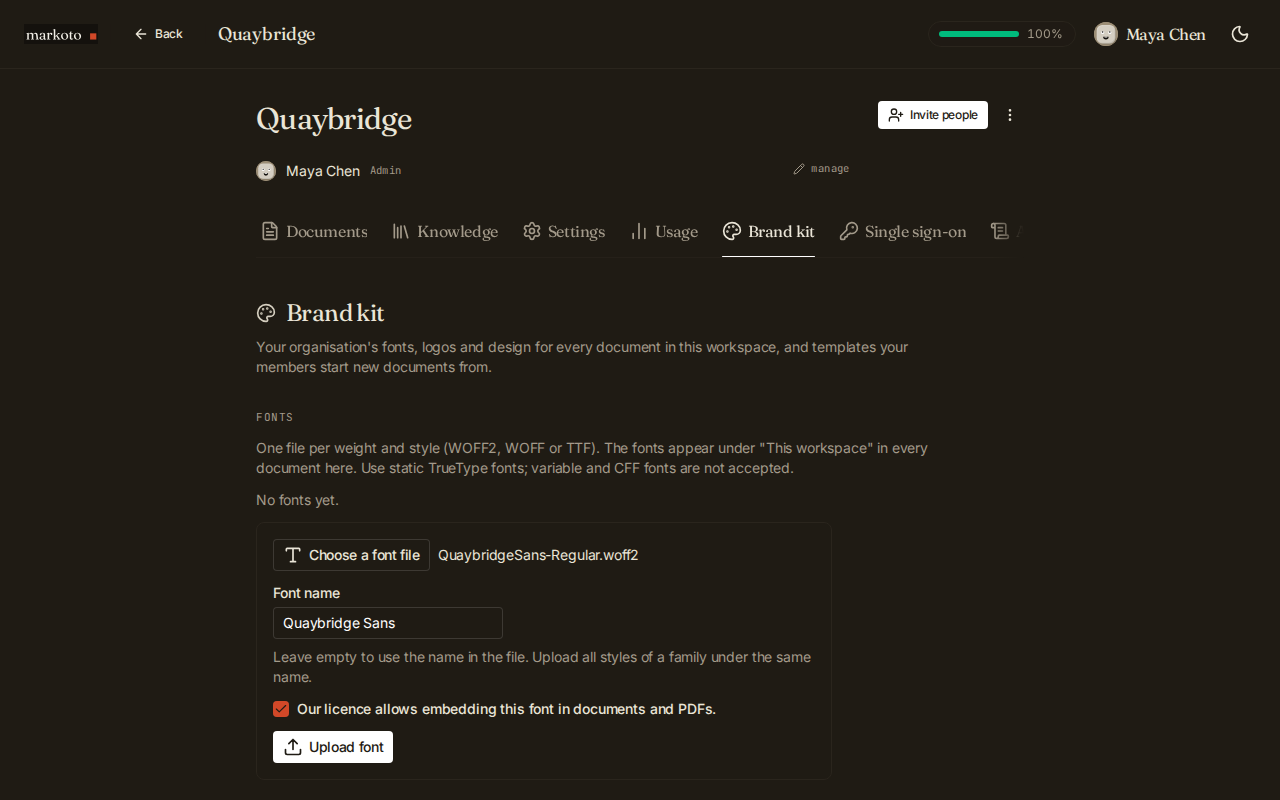 markoto
Back
Quaybridge
100%
Maya Chen
Quaybridge
Invite people
Maya Chen Admin
manage
Documents Knowledge Settings Usage Brand kit Single sign-on
Brand kit
Your organisation's fonts, logos and design for every document in this workspace, and templates your
members start new documents from.
FONTS
One file per weight and style (WOFF2, WOFF or TTF). The fonts appear under "This workspace" in every
document here. Use static TrueType fonts; variable and CFF fonts are not accepted.
No fonts yet.
Choose a font file QuaybridgeSans-Regular.woff2
Font name
Quaybridge Sans
Leave empty to use the name in the file. Upload all styles of a family under the same
name.
Our licence allows embedding this font in documents and PDFs.
Upload font